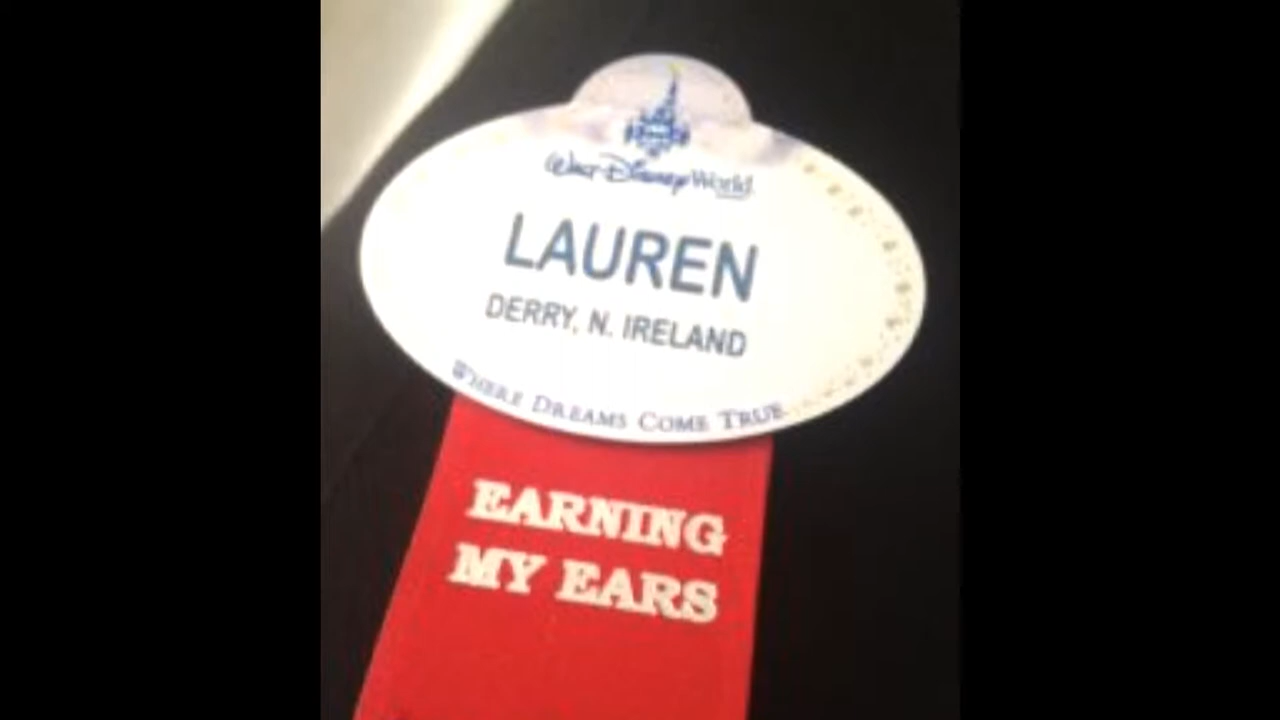 Walt Disney World
LAUREN
DERRY, N. IRELAND
WHERE DREAMS COME TRUE
EARNING
MY EARS